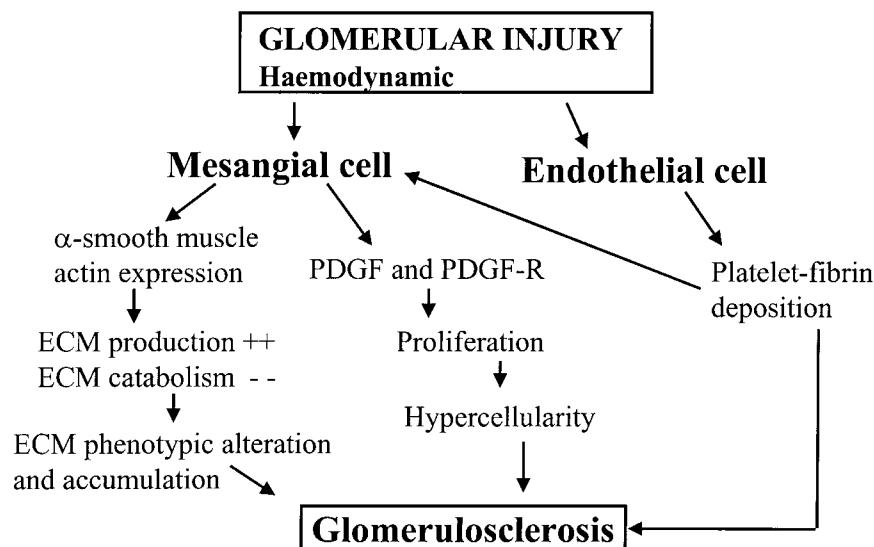 GLOMERULAR INJURY
Haemodynamic
Mesangial cell
Endothelial cell
α-smooth muscle
actin expression
PDGF and PDGF-R
Platelet-fibrin
deposition
ECM production ++
ECM catabolism - -
Proliferation
Hypercellularity
ECM phenotypic alteration
and accumulation
Glomerulosclerosis